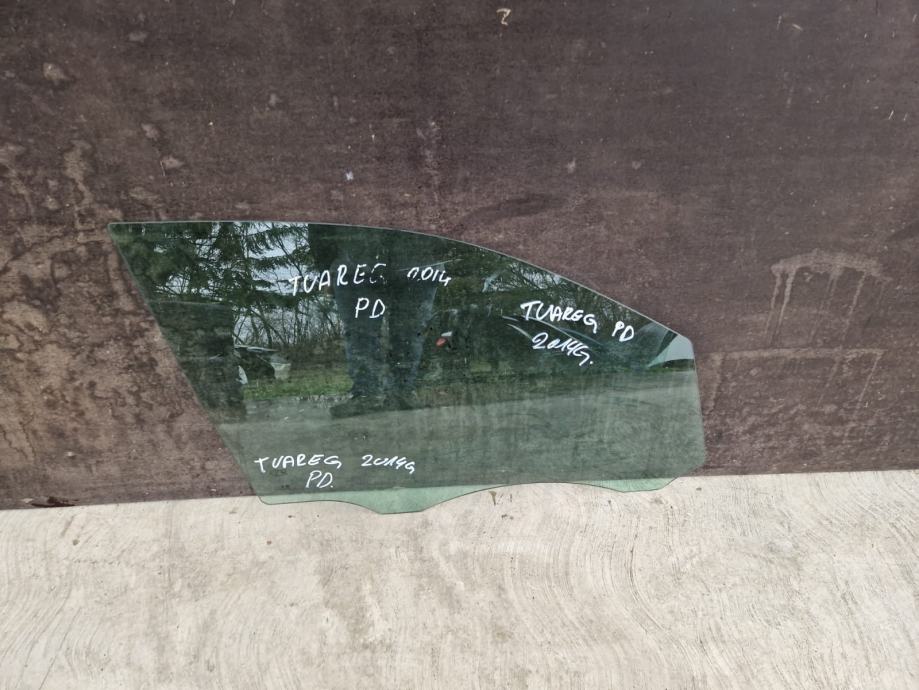 TUAREG 2014
PD
TUAREG PD
2014G.
TUAREG 2014G
PD.